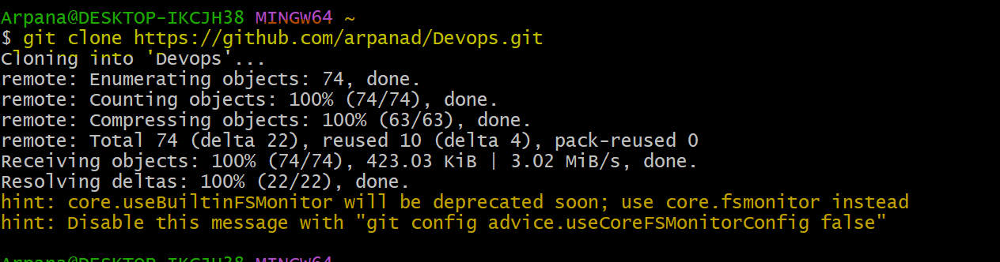 Arpana@DESKTOP-IKCJH38 MINGW64 ~
$ git clone https://github.com/arpanad/Devops.git
Cloning into 'Devops'...
remote: Enumerating objects: 74, done.
remote: Counting objects: 100% (74/74), done.
remote: Compressing objects: 100% (63/63), done.
remote: Total 74 (delta 22), reused 10 (delta 4), pack-reused 0
Receiving objects: 100% (74/74), 423.03 KiB | 3.02 MiB/s, done.
Resolving deltas: 100% (22/22), done.
hint: core.useBuiltinFSMonitor will be deprecated soon; use core.fsmonitor instead
hint: Disable this message with "git config advice.useCoreFSMonitorConfig false"
Arpana@DESKTOP-IKCJH38 MINGW64